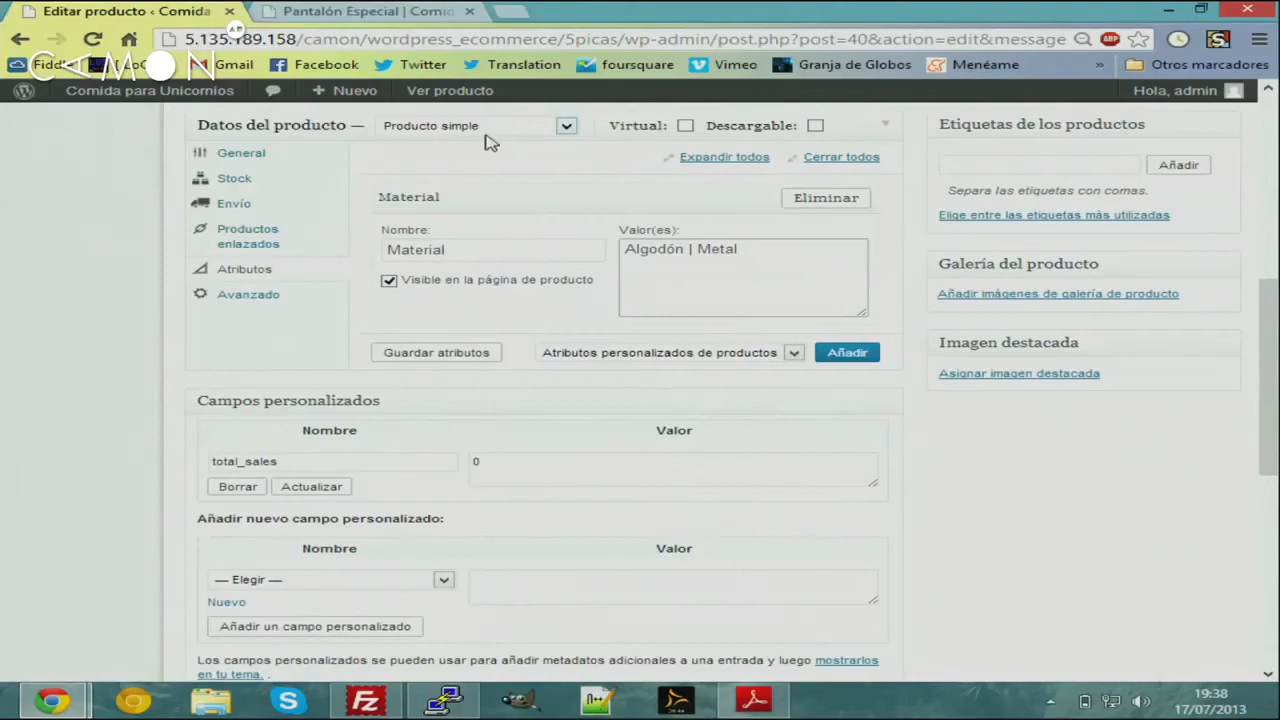 Editar producto ‹ Comida
Pantalón Especial | Comid
5.135.189.158/camon/wordpress_ecommerce/5picas/wp-admin/post.php?post=40&action=edit&message
CAMON
Gmail
Facebook
Twitter
Translation
foursquare
Vimeo
Granja de Globos
Menéame
»
Otros marcadores
Comida para Unicornios
+ Nuevo
Ver producto
Hola, admin
Datos del producto — Producto simple
Virtual:
Descargable:
General
Stock
Envío
Productos
enlazados
Atributos
Avanzado
Expandir todos
Cerrar todos
Material
Eliminar
Nombre:
Valor(es):
Material
Algodón | Metal
Visible en la página de producto
Guardar atributos
Atributos personalizados de productos
Añadir
Campos personalizados
Nombre
Valor
total_sales
0
Borrar
Actualizar
Añadir nuevo campo personalizado:
Nombre
Valor
— Elegir —
Nuevo
Añadir un campo personalizado
Los campos personalizados se pueden usar para añadir metadatos adicionales a una entrada y luego mostrarlos
en tu tema. .
Etiquetas de los productos
Añadir
Separa las etiquetas con comas.
Elige entre las etiquetas más utilizadas
Galería del producto
Añadir imágenes de galería de producto
Imagen destacada
Asignar imagen destacada
19:38
17/07/2013